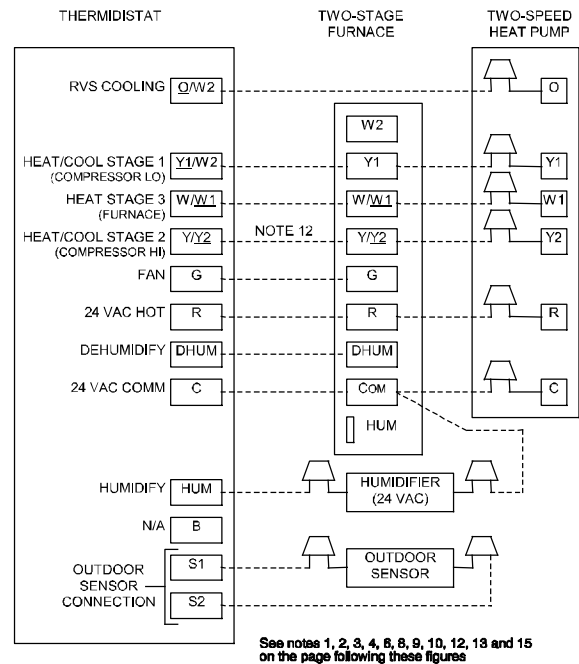 THERMIDISTAT
TWO-STAGE
FURNACE
TWO-SPEED
HEAT PUMP
RVS COOLING O/W2 O
W2
HEAT/COOL STAGE 1 Y1/W2 Y1 Y1
(COMPRESSOR LO)
HEAT STAGE 3 W/W1 W/W1 W1
(FURNACE)
HEAT/COOL STAGE 2 Y/Y2 NOTE 12 Y/Y2 Y2
(COMPRESSOR HI)
FAN G G
24 VAC HOT R R R
DEHUMIDIFY DHUM DHUM
24 VAC COMM C COM C
HUM
HUMIDIFY HUM HUMIDIFIER
(24 VAC)
N/A B
OUTDOOR
SENSOR
CONNECTION
S1
S2
OUTDOOR
SENSOR
See notes 1, 2, 3, 4, 6, 8, 9, 10, 12, 13 and 15
on the page following these figures